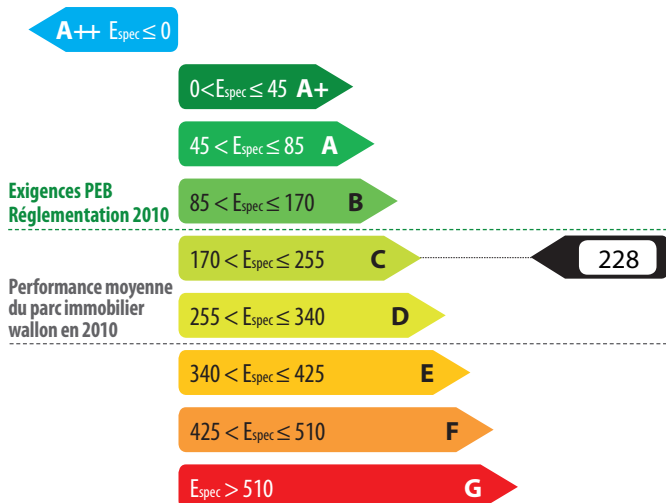 A++ Espec ≤ 0
0<Espec ≤ 45 A+
45 < Espec ≤ 85 A
Exigences PEB
Réglementation 2010
85 < Espec ≤ 170 B
170 < Espec ≤ 255 C
228
Performance moyenne
du parc immobilier
wallon en 2010
255 < Espec ≤ 340 D
340 < Espec ≤ 425 E
425 < Espec ≤ 510 F
Espec > 510 G